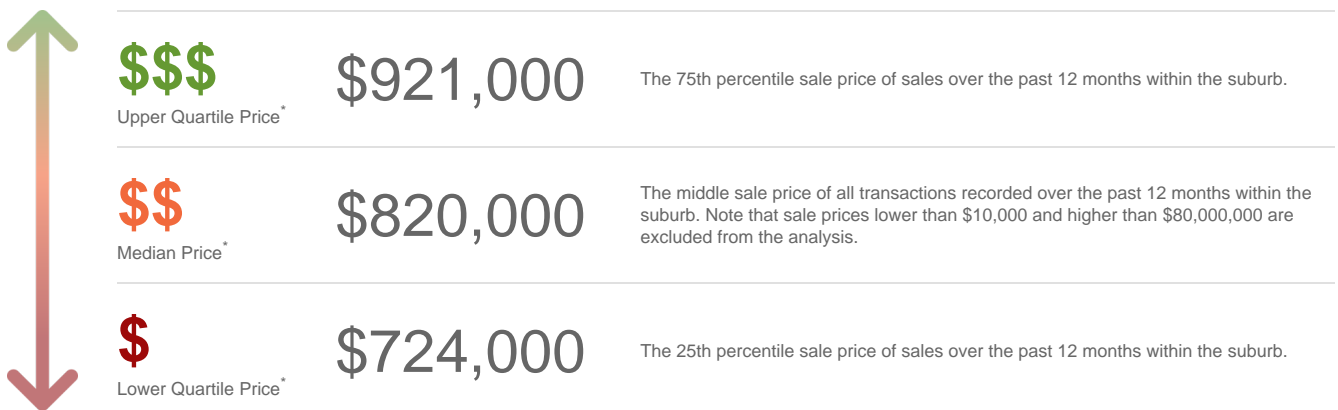 $$$
Upper Quartile Price*
$921,000
The 75th percentile sale price of sales over the past 12 months within the suburb.
$$
Median Price*
$820,000
The middle sale price of all transactions recorded over the past 12 months within the
suburb. Note that sale prices lower than $10,000 and higher than $80,000,000 are
excluded from the analysis.
$
Lower Quartile Price*
$724,000
The 25th percentile sale price of sales over the past 12 months within the suburb.